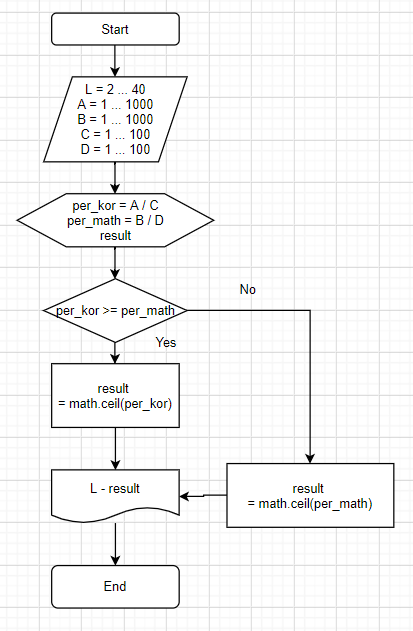 Start
L = 2 ... 40
A = 1 ... 1000
B = 1 ... 1000
C = 1 ... 100
D = 1 ... 100
per_kor = A / C
per_math = B / D
result
per_kor >= per_math
No
Yes
result
= math.ceil(per_kor)
L - result
result
= math.ceil(per_math)
End